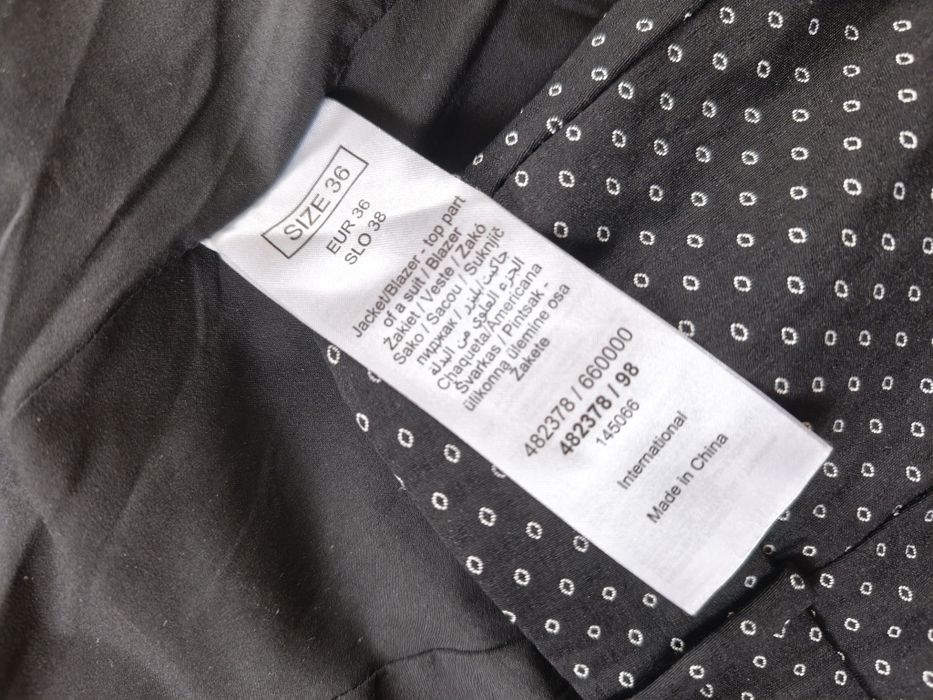 SIZE 36
EUR 36
SLO 38
Jacket/Blazer - top part
of a suit / Blazer
Żakiet / Veste / Zakó
Sako / Sacou / Suknjič
пиджак / جاكيت/بليزر
الجزء العلوي من البدلة
Chaqueta/Americana
Švarkas / Pintsak -
ülikonna ülemine osa
Žakete
482378 / 660000
482378 / 98
145066
International
Made in China